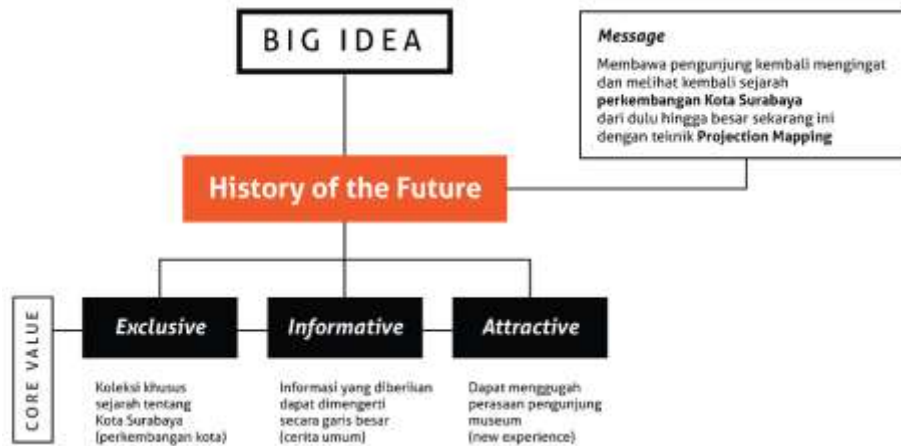 BIG IDEA
Message
Membawa pengunjung kembali mengingat
dan melihat kembali sejarah
perkembangan Kota Surabaya
dari dulu hingga besar sekarang ini
dengan teknik Projection Mapping
History of the Future
CORE VALUE
Exclusive
Informative
Attractive
Koleksi khusus
sejarah tentang
Kota Surabaya
(perkembangan kota)
Informasi yang diberikan
dapat dimengerti
secara garis besar
(cerita umum)
Dapat menggugah
perasaan pengunjung
museum
(new experience)